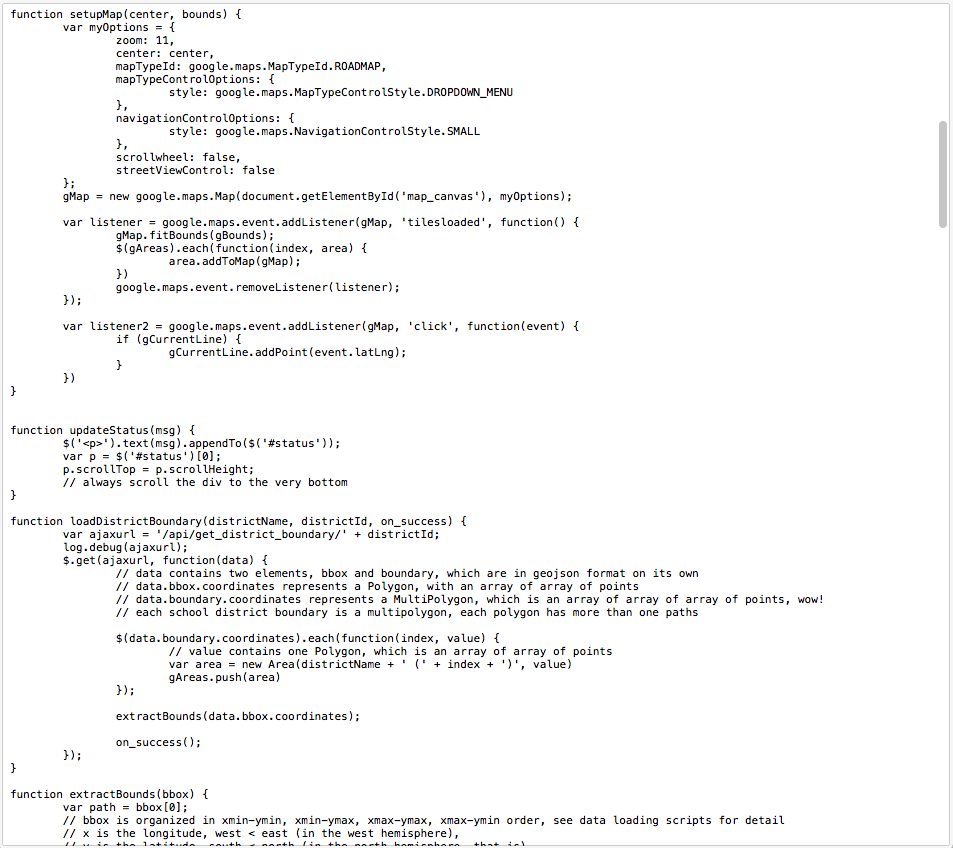 function setupMap(center, bounds) {
        var myOptions = {
                zoom: 11,
                center: center,
                mapTypeId: google.maps.MapTypeId.ROADMAP,
                mapTypeControlOptions: {
                        style: google.maps.MapTypeControlStyle.DROPDOWN_MENU
                },
                navigationControlOptions: {
                        style: google.maps.NavigationControlStyle.SMALL
                },
                scrollwheel: false,
                streetViewControl: false
        };
        gMap = new google.maps.Map(document.getElementById('map_canvas'), myOptions);

        var listener = google.maps.event.addListener(gMap, 'tilesloaded', function() {
                gMap.fitBounds(gBounds);
                $(gAreas).each(function(index, area) {
                        area.addToMap(gMap);
                })
                google.maps.event.removeListener(listener);
        });

        var listener2 = google.maps.event.addListener(gMap, 'click', function(event) {
                if (gCurrentLine) {
                        gCurrentLine.addPoint(event.latLng);
                }
        })
}


function updateStatus(msg) {
        $('<p>').text(msg).appendTo($('#status'));
        var p = $('#status')[0];
        p.scrollTop = p.scrollHeight;
        // always scroll the div to the very bottom
}

function loadDistrictBoundary(districtName, districtId, on_success) {
        var ajaxurl = '/api/get_district_boundary/' + districtId;
        log.debug(ajaxurl);
        $.get(ajaxurl, function(data) {
                // data contains two elements, bbox and boundary, which are in geojson format on its own
                // data.bbox.coordinates represents a Polygon, with an array of array of points
                // data.boundary.coordinates represents a MultiPolygon, which is an array of array of array of points, wow!
                // each school district boundary is a multipolygon, each polygon has more than one paths

                $(data.boundary.coordinates).each(function(index, value) {
                        // value contains one Polygon, which is an array of array of points
                        var area = new Area(districtName + ' (' + index + ')', value)
                        gAreas.push(area)
                });

                extractBounds(data.bbox.coordinates);

                on_success();
        });
}

function extractBounds(bbox) {
        var path = bbox[0];
        // bbox is organized in xmin-ymin, xmin-ymax, xmax-ymax, xmax-ymin order, see data loading scripts for detail
        // x is the longitude, west < east (in the west hemisphere),
        // y is the latitude, south < north (in the north hemisphere, that is)